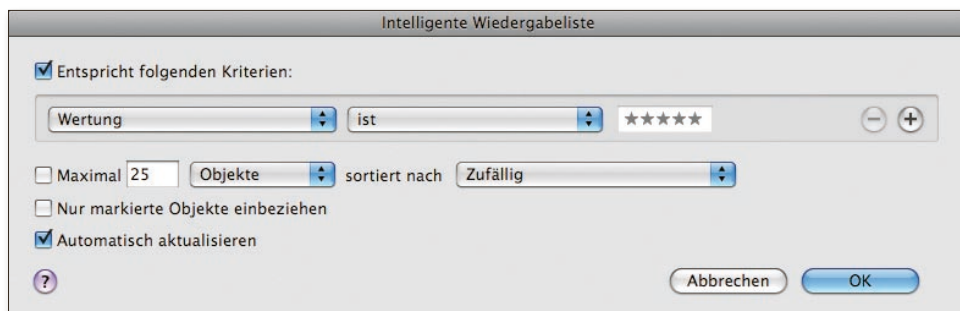 Intelligente Wiedergabeliste
Entspricht folgenden Kriterien:
Wertung ist ★★★★★
Maximal 25 Objekte sortiert nach Zufällig
Nur markierte Objekte einbeziehen
Automatisch aktualisieren
? Abbrechen OK